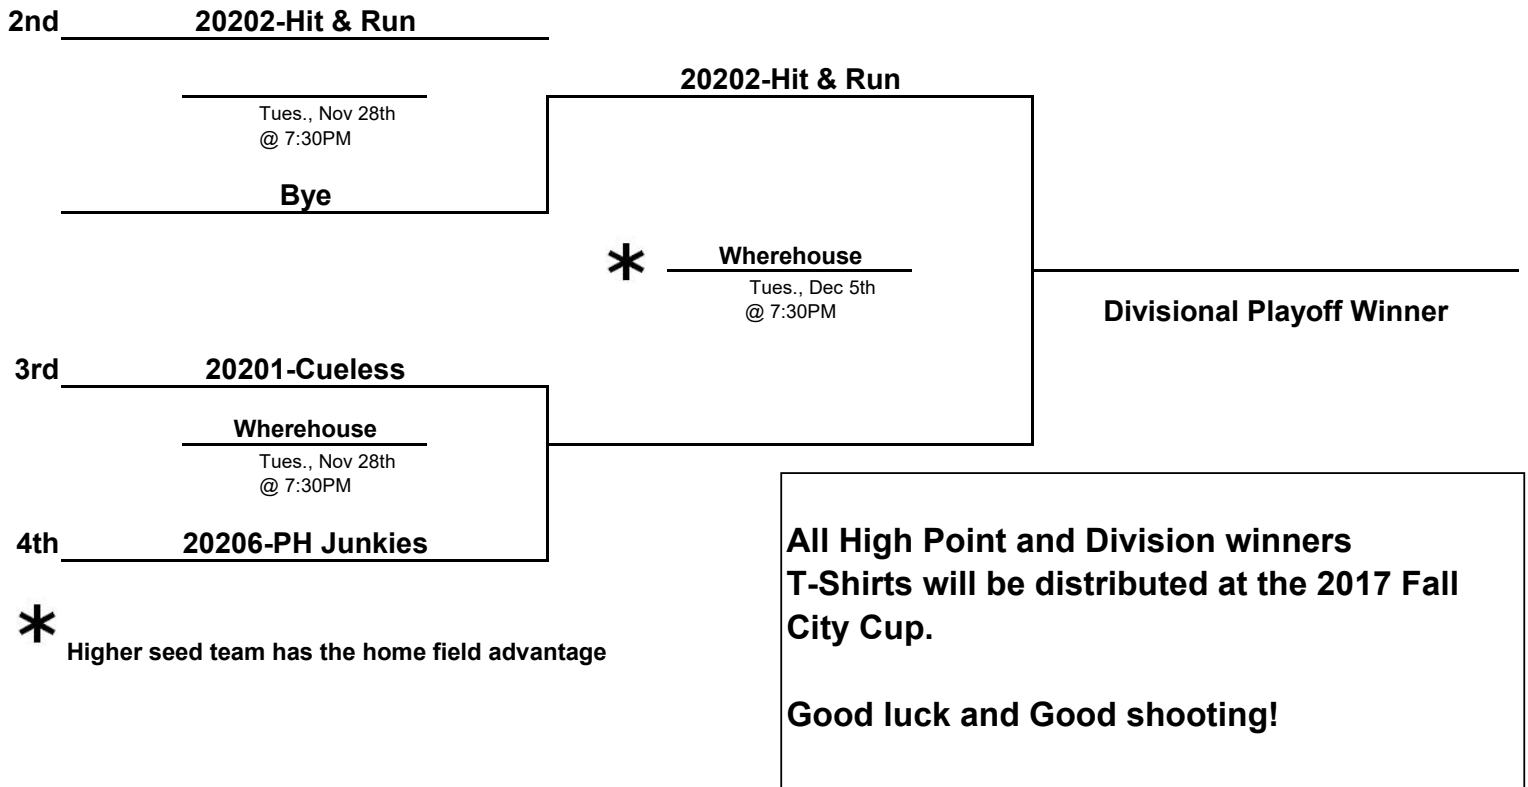 2nd 20202-Hit & Run
20202-Hit & Run
Tues., Nov 28th
@ 7:30PM
Bye
* Wherehouse
Tues., Dec 5th
@ 7:30PM
Divisional Playoff Winner
3rd 20201-Cueless
Wherehouse
Tues., Nov 28th
@ 7:30PM
4th 20206-PH Junkies
* Higher seed team has the home field advantage
All High Point and Division winners
T-Shirts will be distributed at the 2017 Fall
City Cup.
Good luck and Good shooting!